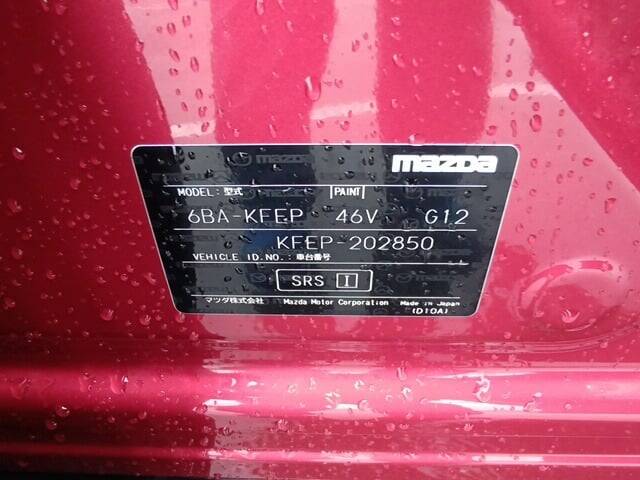 mazda
MODEL:型式 PAINT
6BA-KFEP 46V G12
KFEP-202850
VEHICLE ID.NO.:車台番号
SRS I
マツダ株式会社 Mazda Motor Corporation Made in Japan
(D10A)